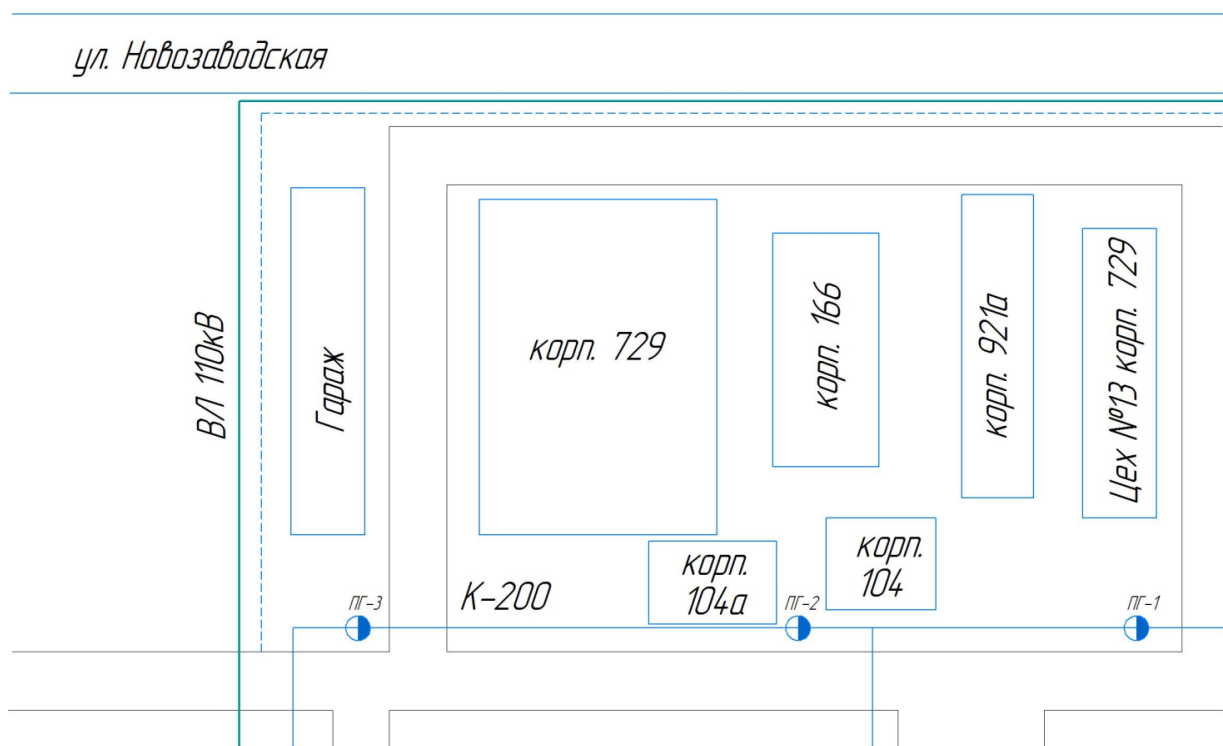 ул. Новозаводская
ВЛ 110кВ
Гараж
корп. 729
корп. 166
корп. 921а
Цех №13 корп. 729
корп.
104а
корп.
104
К-200
ПГ-3
ПГ-2
ПГ-1